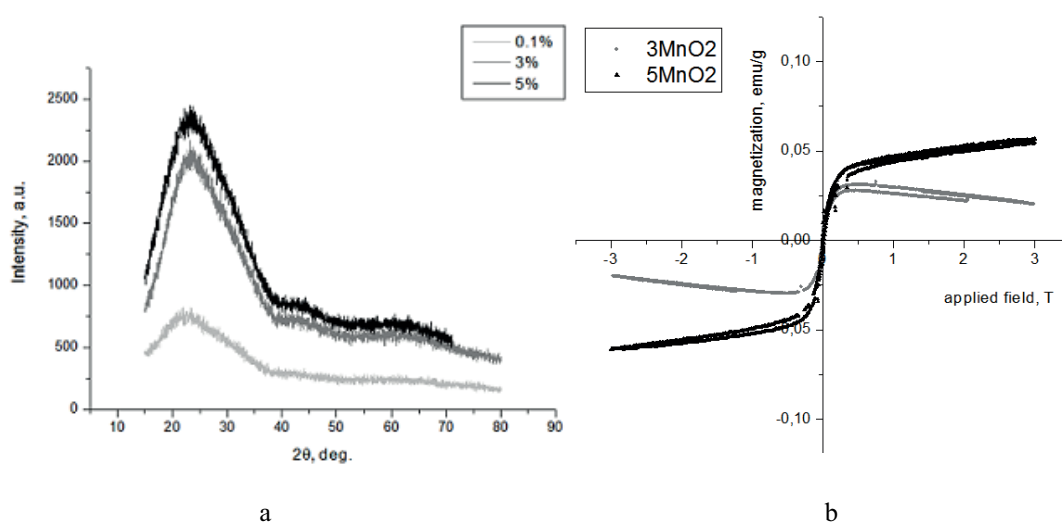 0.1%
3%
5%
Intensity, a.u.
2500
2000
1500
1000
500
0
10 20 30 40 50 60 70 80 90
2θ, deg.
a
3MnO2
5MnO2
magnetization, emu/g
0,10
0,05
0,00
-3 -2 -1 0 1 2 3
applied field, T
-0,05
-0,10
b